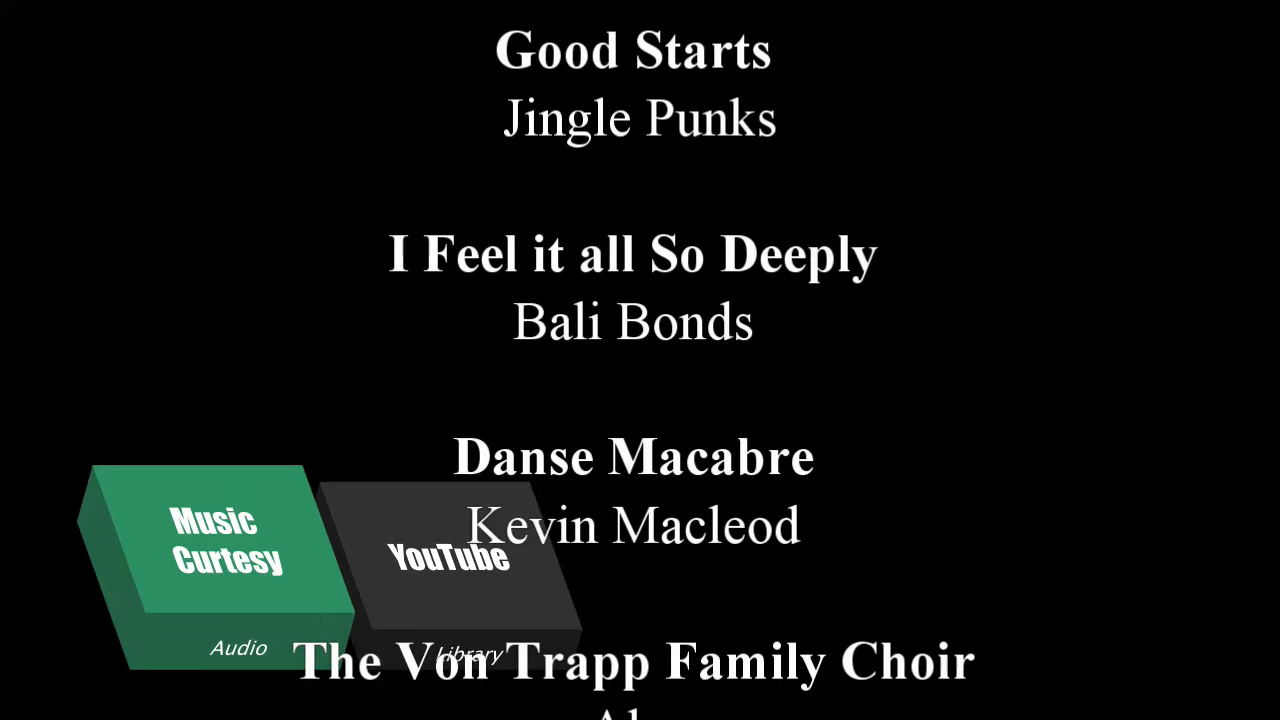 Good Starts
Jingle Punks
I Feel it all So Deeply
Bali Bonds
Danse Macabre
Kevin Macleod
Music
Curtesy
YouTube
Audio
Library
The Von Trapp Family Choir